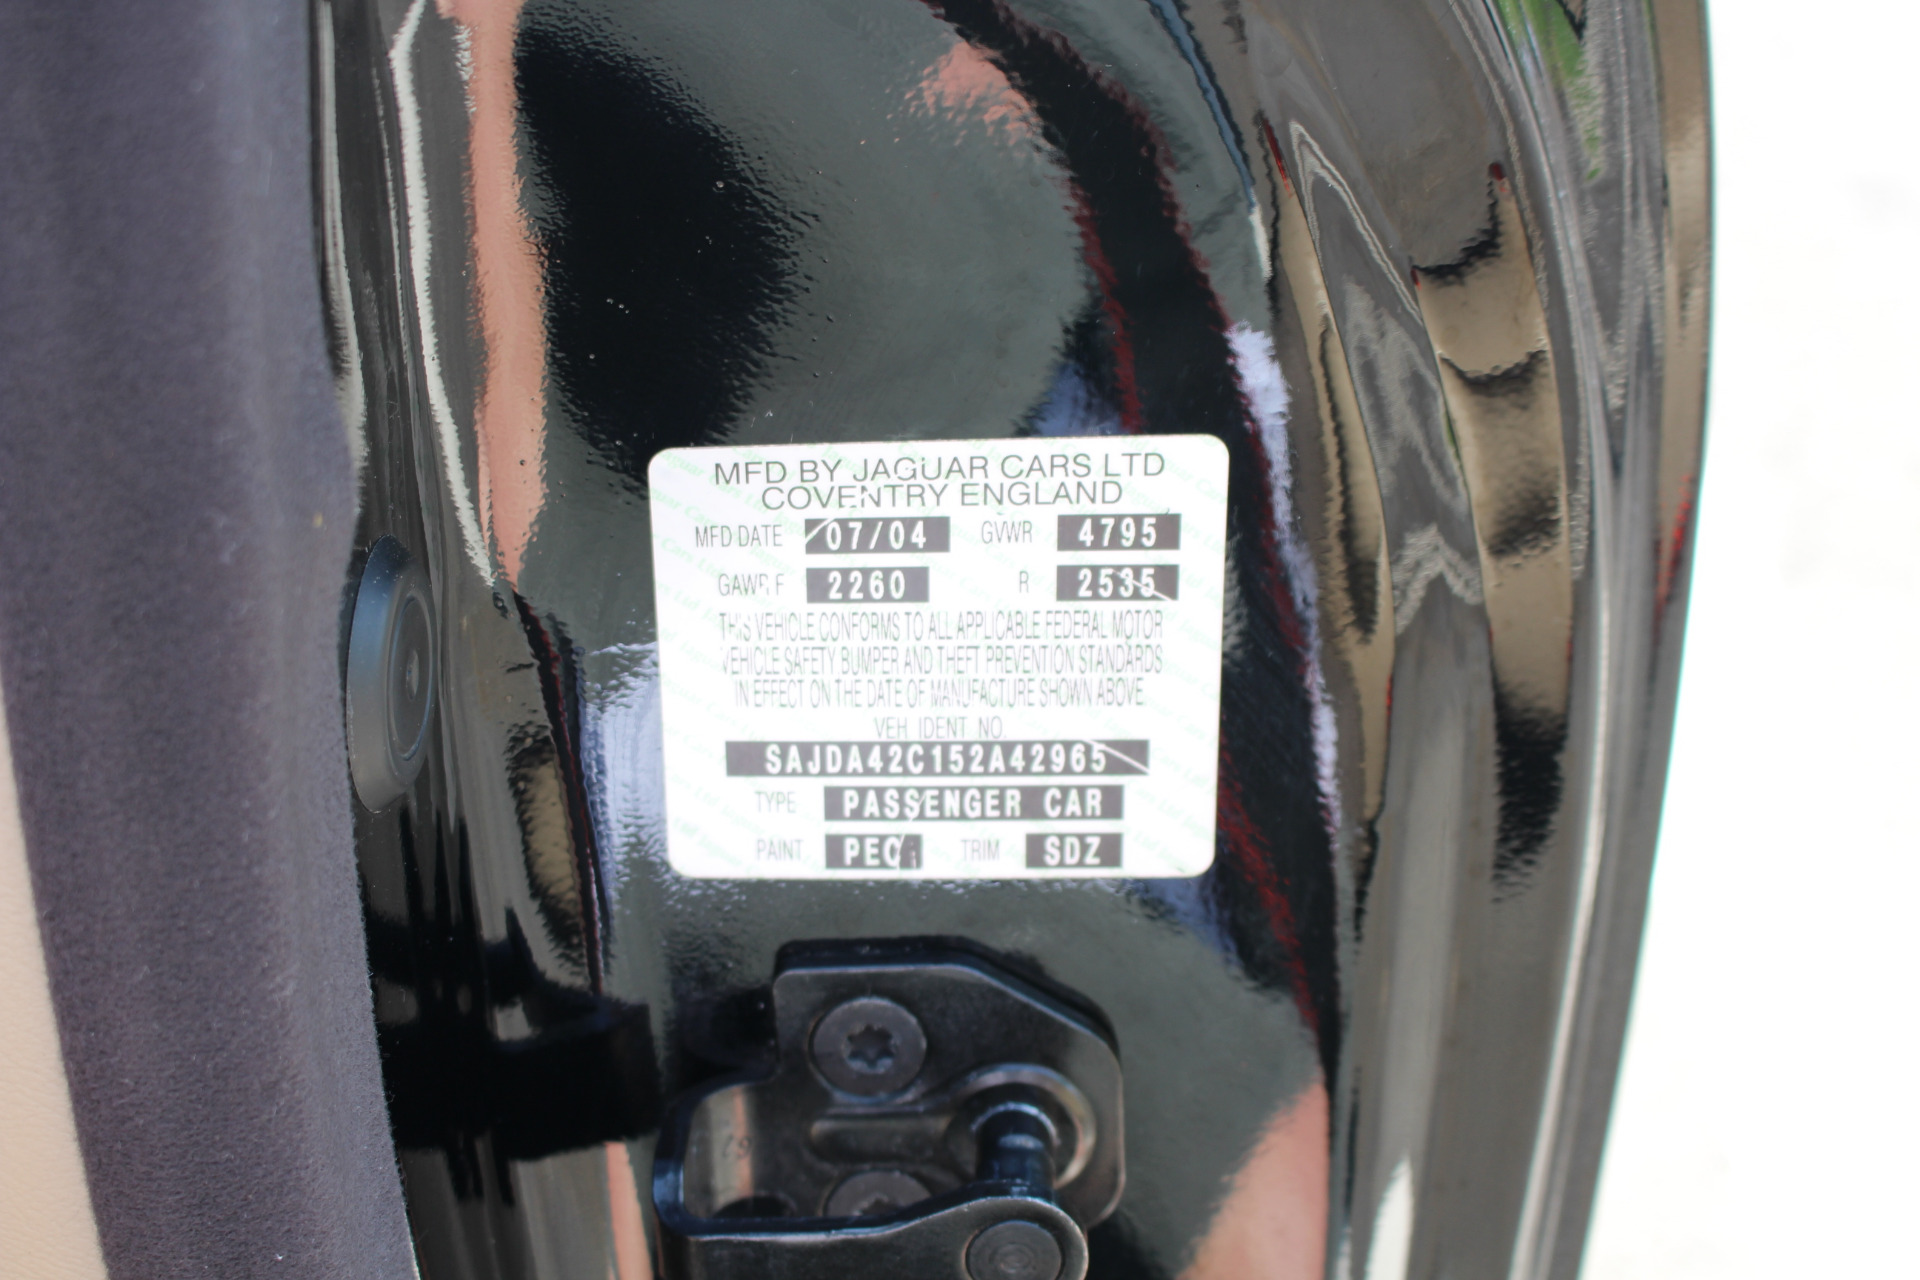 MFD BY JAGUAR CARS LTD
COVENTRY ENGLAND
MFD DATE 07/04 GVWR 4795
GAWR F 2260 R 2535
THIS VEHICLE CONFORMS TO ALL APPLICABLE FEDERAL MOTOR
VEHICLE SAFETY BUMPER AND THEFT PREVENTION STANDARDS
IN EFFECT ON THE DATE OF MANUFACTURE SHOWN ABOVE
VEH IDENT NO.
SAJDA42C152A42965
TYPE PASSENGER CAR
PAINT PEC TRIM SDZ